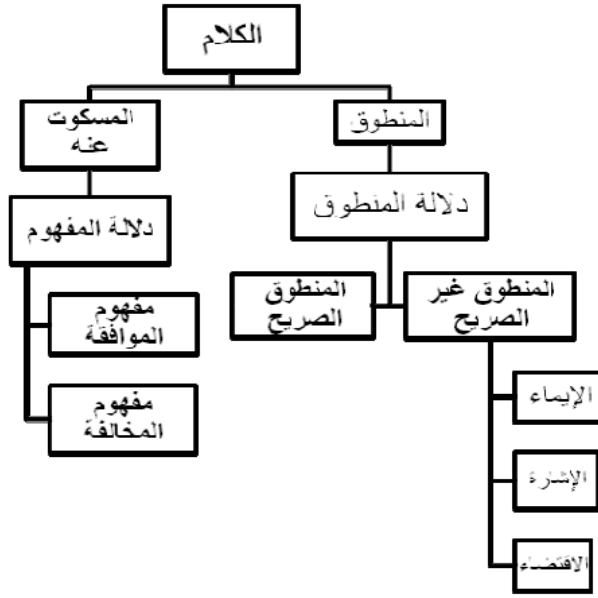 الكلام
المنطوق
المسكوت
عنه
دلالة المنطوق
دلالة المفهوم
المنطوق غير
الصريح
المنطوق
الصريح
مفهوم
الموافقة
مفهوم
المخالفة
الإيماء
الإشارة
الاقتضاء